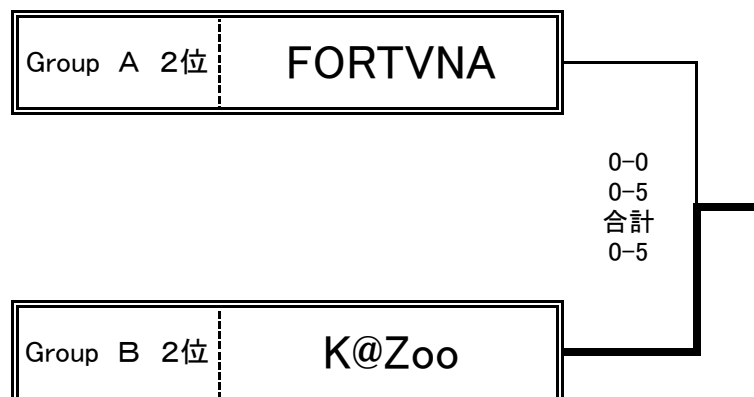 Group A 2位 FORTVNA
0-0
0-5
合計
0-5
Group B 2位 K@Zoo